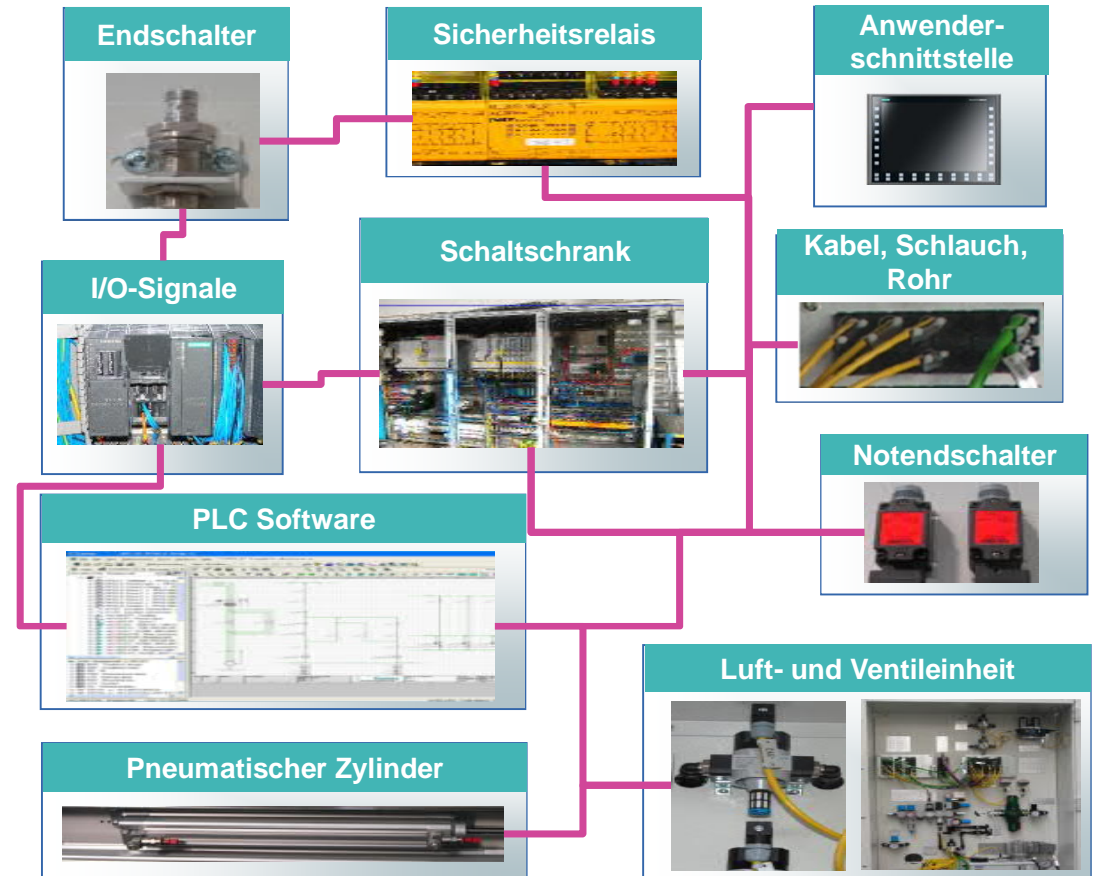 Endschalter
Sicherheitsrelais
Anwender-
schnittstelle
I/O-Signale
Schaltschrank
Kabel, Schlauch,
Rohr
PLC Software
Notendschalter
Luft- und Ventileinheit
Pneumatischer Zylinder